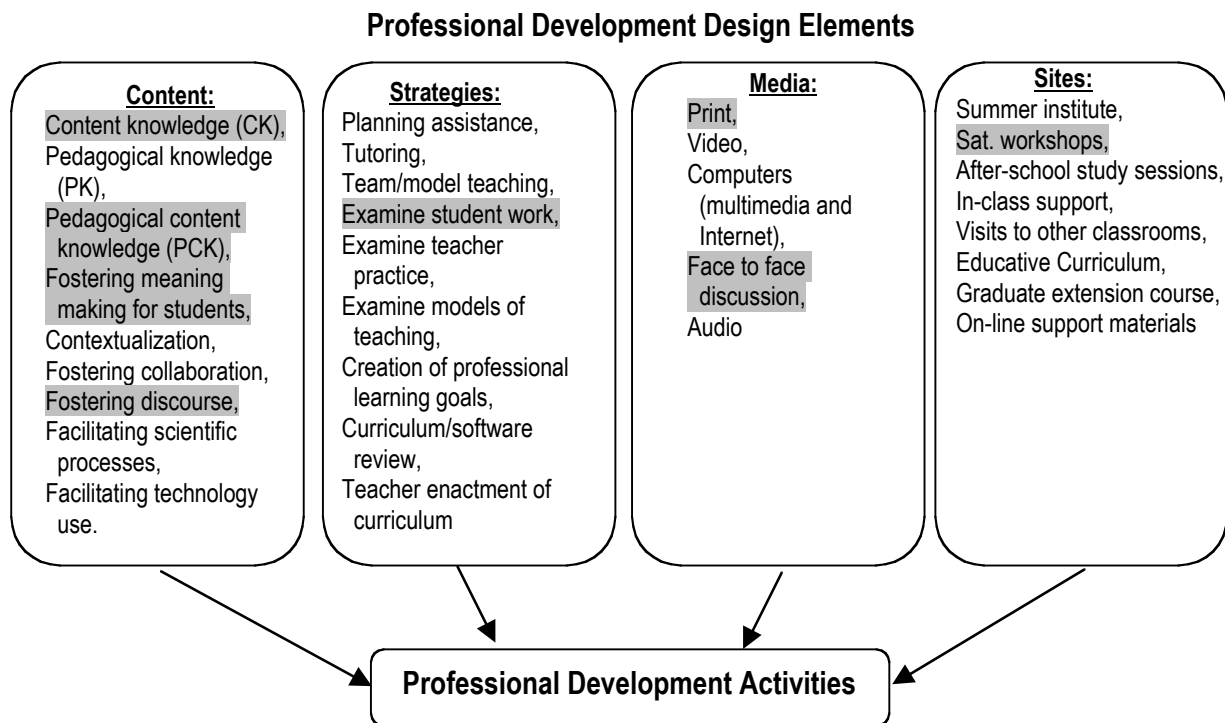 Professional Development Design Elements
Content:
Content knowledge (CK),
Pedagogical knowledge
(PK),
Pedagogical content
knowledge (PCK),
Fostering meaning
making for students,
Contextualization,
Fostering collaboration,
Fostering discourse,
Facilitating scientific
processes,
Facilitating technology
use.
Strategies:
Planning assistance,
Tutoring,
Team/model teaching,
Examine student work,
Examine teacher
practice,
Examine models of
teaching,
Creation of professional
learning goals,
Curriculum/software
review,
Teacher enactment of
curriculum
Media:
Print,
Video,
Computers
(multimedia and
Internet),
Face to face
discussion,
Audio
Sites:
Summer institute,
Sat. workshops,
After-school study sessions,
In-class support,
Visits to other classrooms,
Educative Curriculum,
Graduate extension course,
On-line support materials
Professional Development Activities